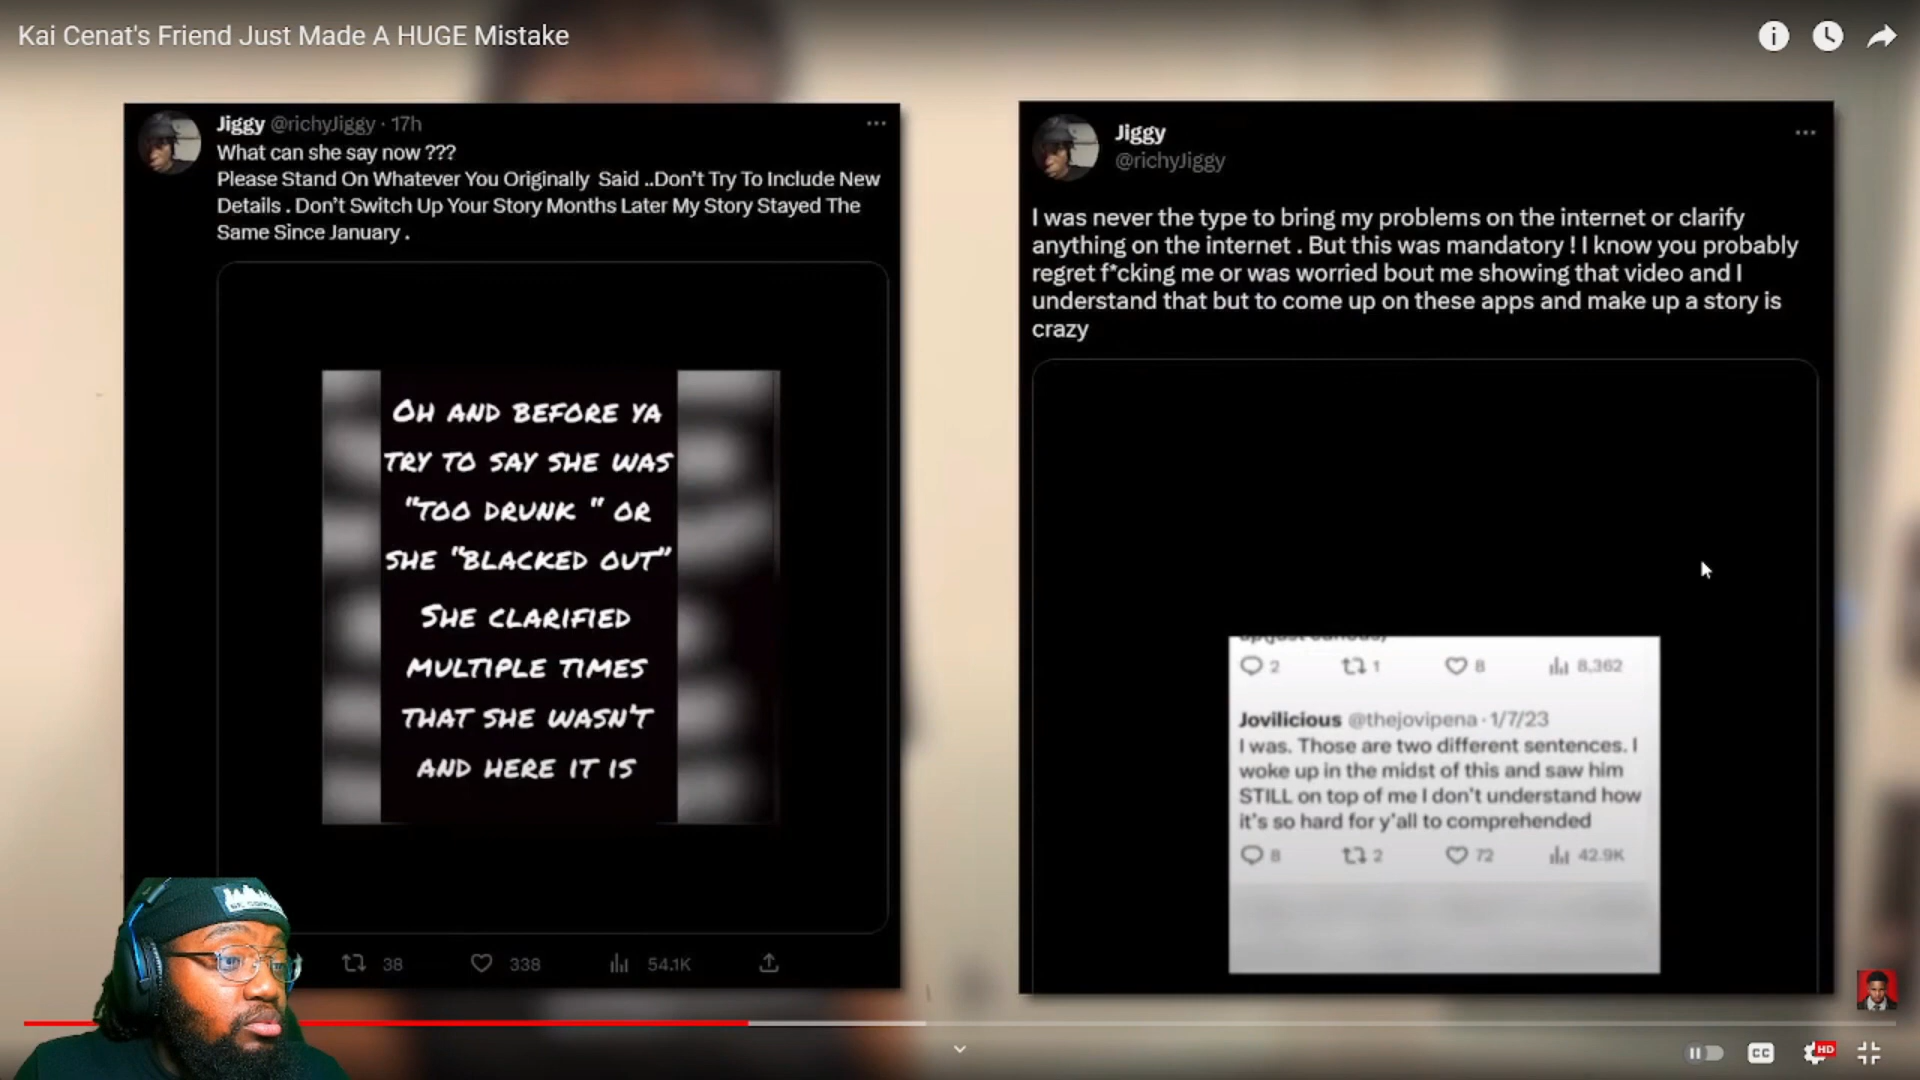 Kai Cenat's Friend Just Made A HUGE Mistake
Jiggy @richyJiggy · 17h
What can she say now ???
Please Stand On Whatever You Originally Said ..Don't Try To Include New
Details . Don't Switch Up Your Story Months Later My Story Stayed The
Same Since January .
OH AND BEFORE YA
TRY TO SAY SHE WAS
"TOO DRUNK " OR
SHE "BLACKED OUT"
SHE CLARIFIED
MULTIPLE TIMES
THAT SHE WASN'T
AND HERE IT IS
38
338
54.1K
Jiggy
@richyJiggy
I was never the type to bring my problems on the internet or clarify
anything on the internet . But this was mandatory ! I know you probably
regret f*cking me or was worried bout me showing that video and I
understand that but to come up on these apps and make up a story is
crazy
2 1 8 8,362
Jovilicious @thejovipena · 1/7/23
I was. Those are two different sentences. I
woke up in the midst of this and saw him
STILL on top of me I don't understand how
it's so hard for y'all to comprehended
8 2 72 42.9K
CC
HD